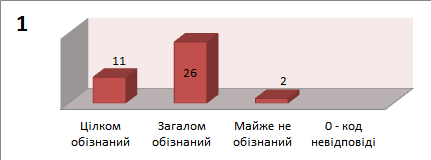 1
11
26
2
Цілком Загалом Майже не 0 - код
обізнаний обізнаний обізнаний невідповіді